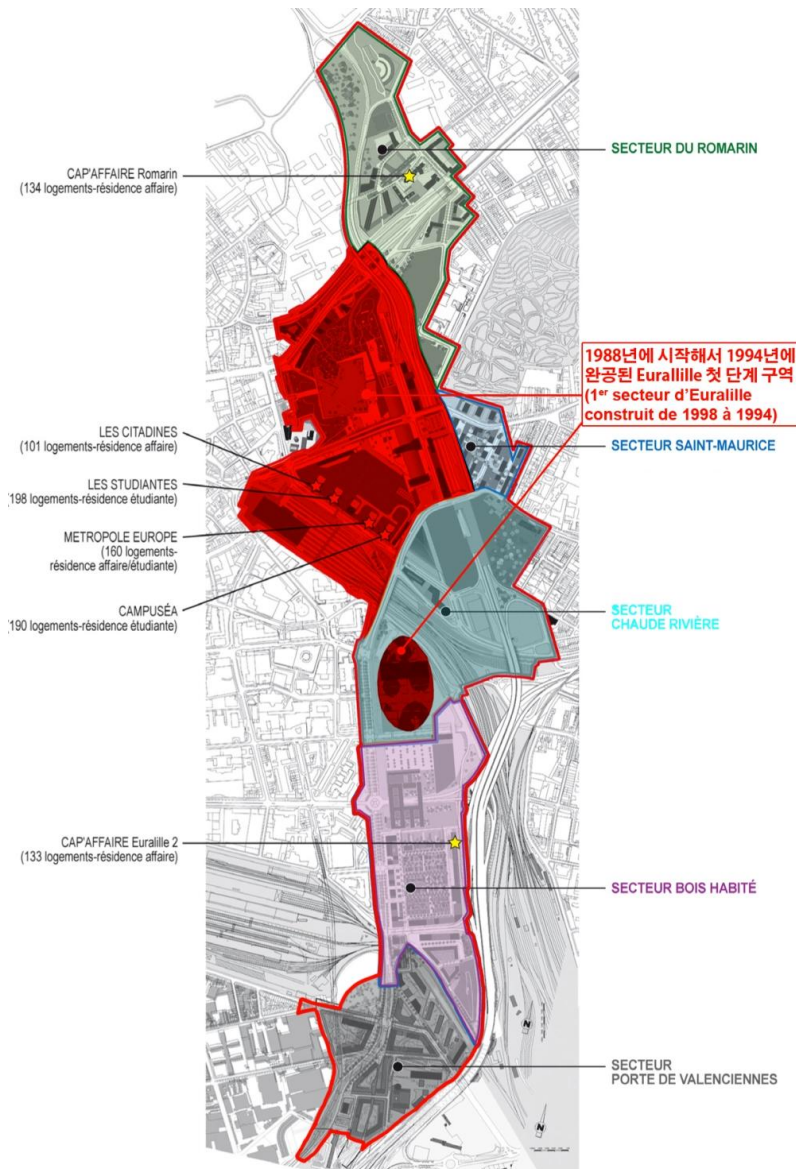 SECTEUR DU ROMARIN
CAP'AFFAIRE Romarin
(134 logements-résidence affaire)
1988년에 시작해서 1994년에
완공된 Eurallille 첫 단계 구역
(1er secteur d'Euralille
construit de 1998 à 1994)
LES CITADINES
(101 logements-résidence affaire)
SECTEUR SAINT-MAURICE
LES STUDIANTES
(198 logements-résidence étudiante)
METROPOLE EUROPE
(160 logements-
résidence affaire/étudiante)
CAMPUSÉA
(190 logements-résidence étudiante)
SECTEUR
CHAUDE RIVIÈRE
CAP'AFFAIRE Euralille 2
(133 logements-résidence affaire)
SECTEUR BOIS HABITÉ
N
SECTEUR
PORTE DE VALENCIENNES
N